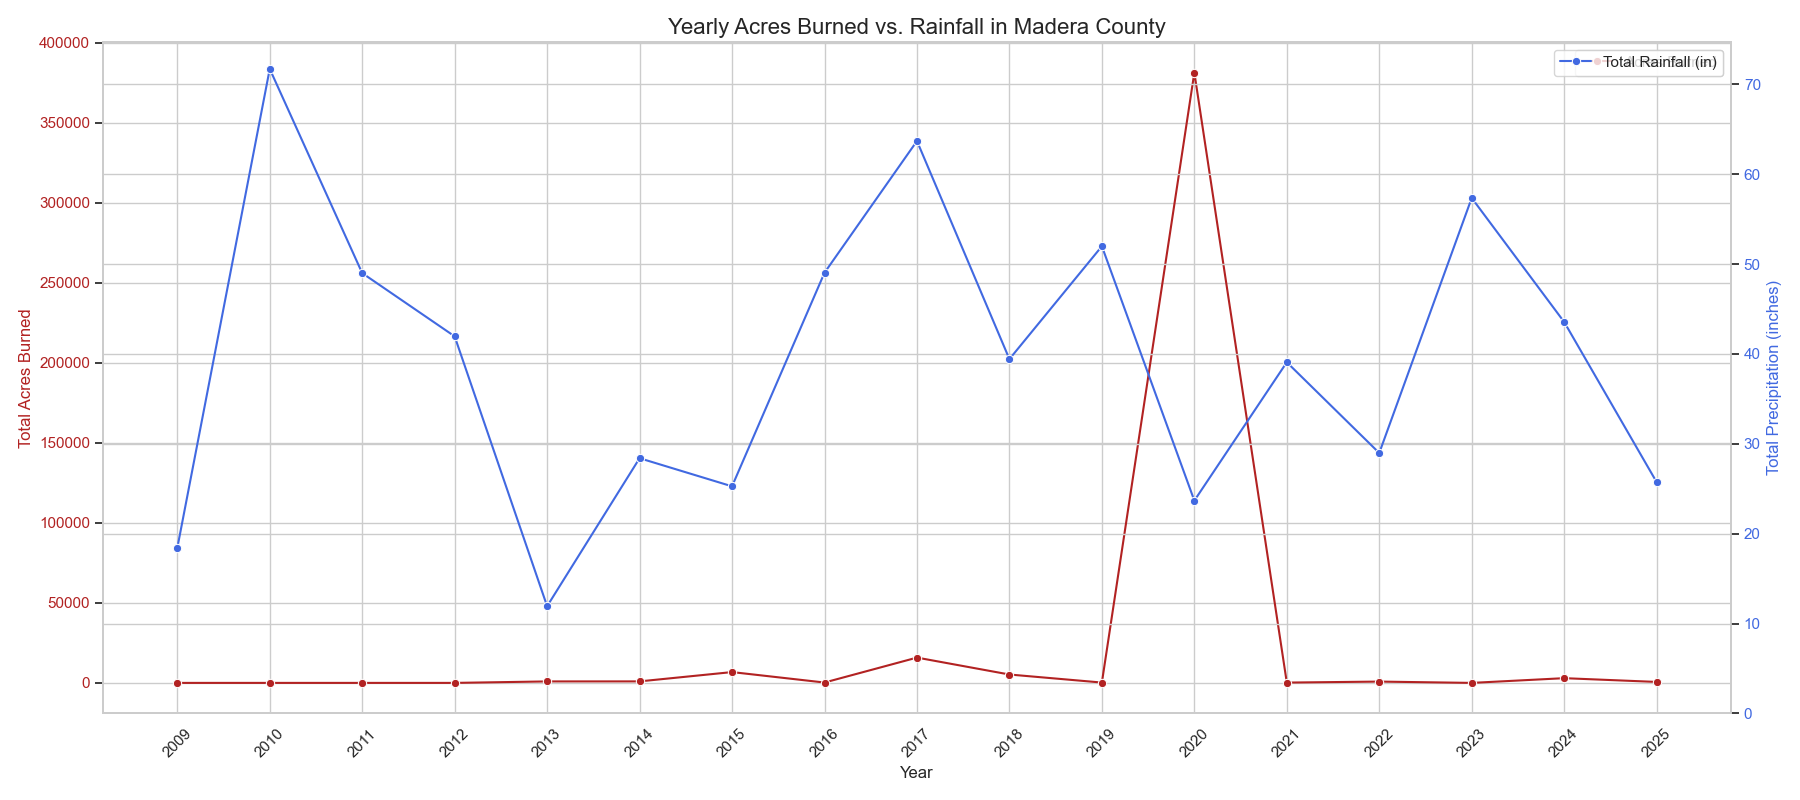 Yearly Acres Burned vs. Rainfall in Madera County
Total Rainfall (in)
400000
350000
300000
250000
200000
150000
100000
50000
0
Total Acres Burned
70
60
50
40
30
20
10
0
Total Precipitation (inches)
2009 2010 2011 2012 2013 2014 2015 2016 2017 2018 2019 2020 2021 2022 2023 2024 2025
Year